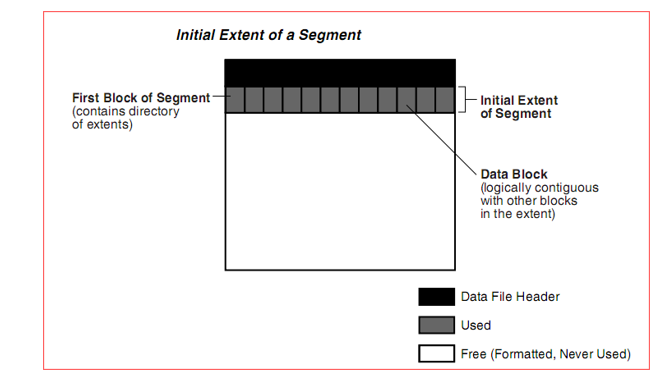 Initial Extent of a Segment
First Block of Segment
(contains directory
of extents)
Initial Extent
of Segment
Data Block
(logically contiguous
with other blocks
in the extent)
Data File Header
Used
Free (Formatted, Never Used)